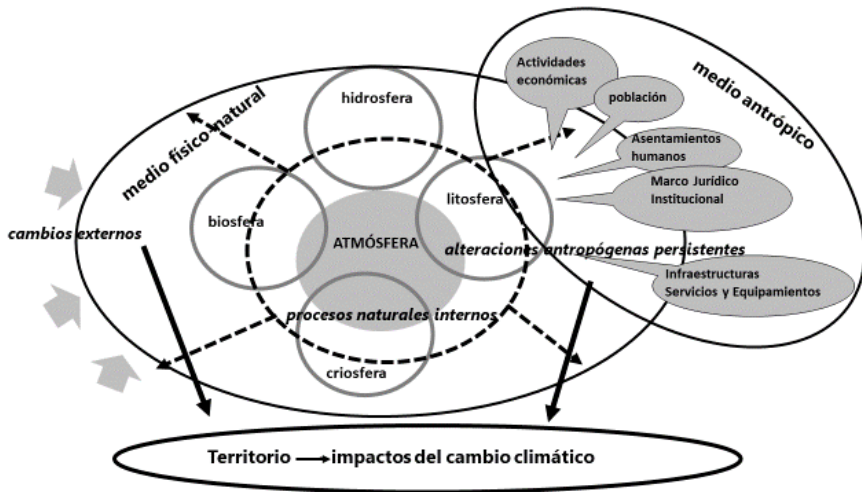 Actividades
económicas
población
medio antrópico
hidrosfera
medio físico-natural
Asentamientos
humanos
Marco Jurídico
Institucional
litosfera
biosfera
cambios externos
ATMÓSFERA
alteraciones antropógenas persistentes
Infraestructuras
Servicios y Equipamientos
procesos naturales internos
criosfera
Territorio
impactos del cambio climático